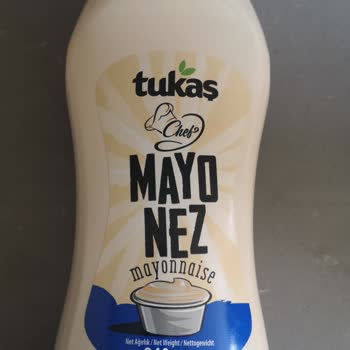 tukaş
Chef
MAYO
NEZ
mayonnaise
Net Ağırlık / Net Weight / Nettogewicht